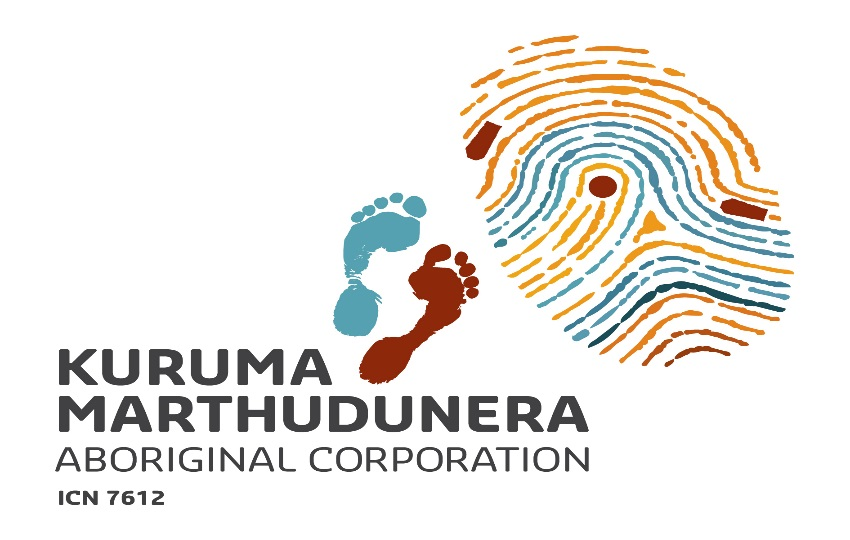 KURUMA
MARTHUDUNERA
ABORIGINAL CORPORATION
ICN 7612